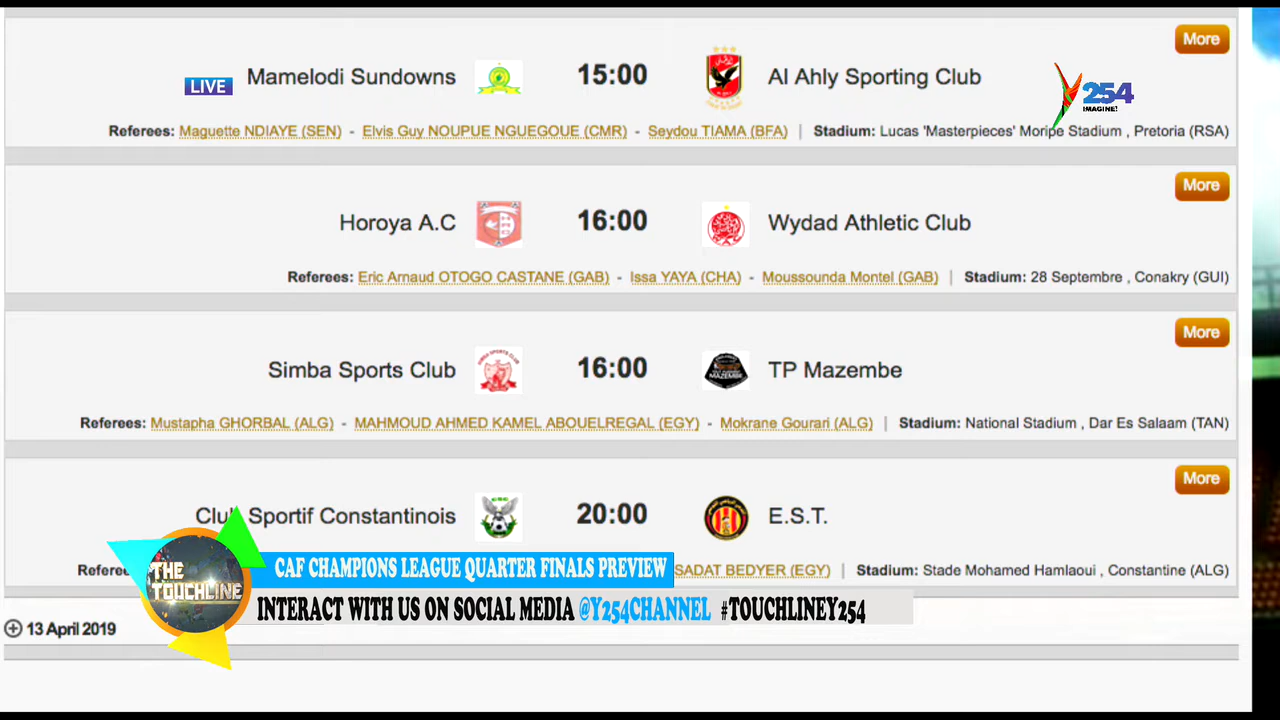 More
LIVE Mamelodi Sundowns 15:00 Al Ahly Sporting Club
Y254
IMAGINE!
Referees: Maguette NDIAYE (SEN) - Elvis Guy NOUPUE NGUEGOUE (CMR) - Seydou TIAMA (BFA) | Stadium: Lucas 'Masterpieces' Moripe Stadium , Pretoria (RSA)
More
Horoya A.C 16:00 Wydad Athletic Club
Referees: Eric Arnaud OTOGO CASTANE (GAB) - Issa YAYA (CHA) - Moussounda Montel (GAB) | Stadium: 28 Septembre , Conakry (GUI)
More
Simba Sports Club 16:00 TP Mazembe
Referees: Mustapha GHORBAL (ALG) - MAHMOUD AHMED KAMEL ABOUELREGAL (EGY) - Mokrane Gourari (ALG) | Stadium: National Stadium , Dar Es Salaam (TAN)
More
Club Sportif Constantinois 20:00 E.S.T.
SADAT BEDYER (EGY) | Stadium: Stade Mohamed Hamlaoui , Constantine (ALG)
THE
TOUCHLINE
CAF CHAMPIONS LEAGUE QUARTER FINALS PREVIEW
INTERACT WITH US ON SOCIAL MEDIA @Y254CHANNEL #TOUCHLINEY254
13 April 2019